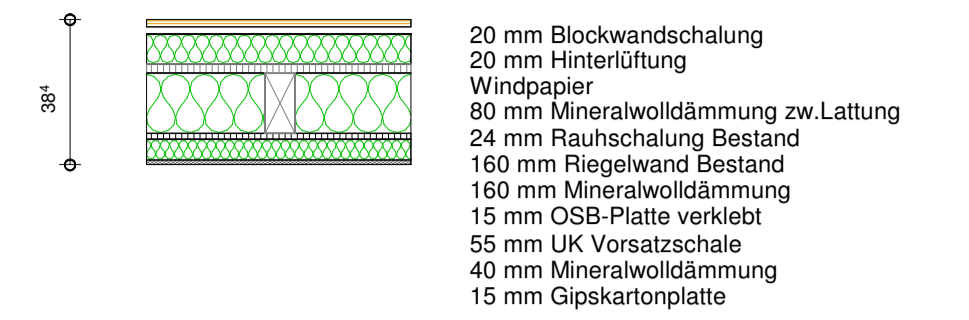 38⁴
20 mm Blockwandschalung
20 mm Hinterlüftung
Windpapier
80 mm Mineralwolldämmung zw.Lattung
24 mm Rauhschalung Bestand
160 mm Riegelwand Bestand
160 mm Mineralwolldämmung
15 mm OSB-Platte verklebt
55 mm UK Vorsatzschale
40 mm Mineralwolldämmung
15 mm Gipskartonplatte